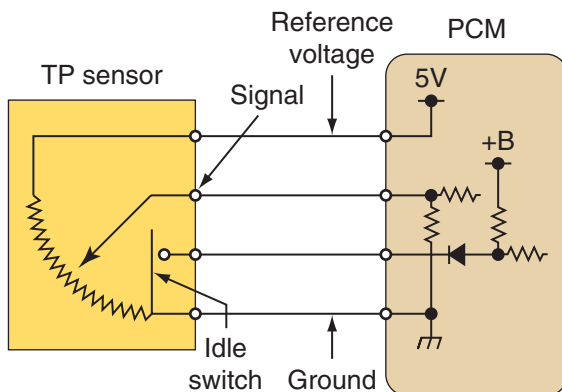 Reference
voltage
PCM
TP sensor
Signal
5V
+B
Idle
switch
Ground